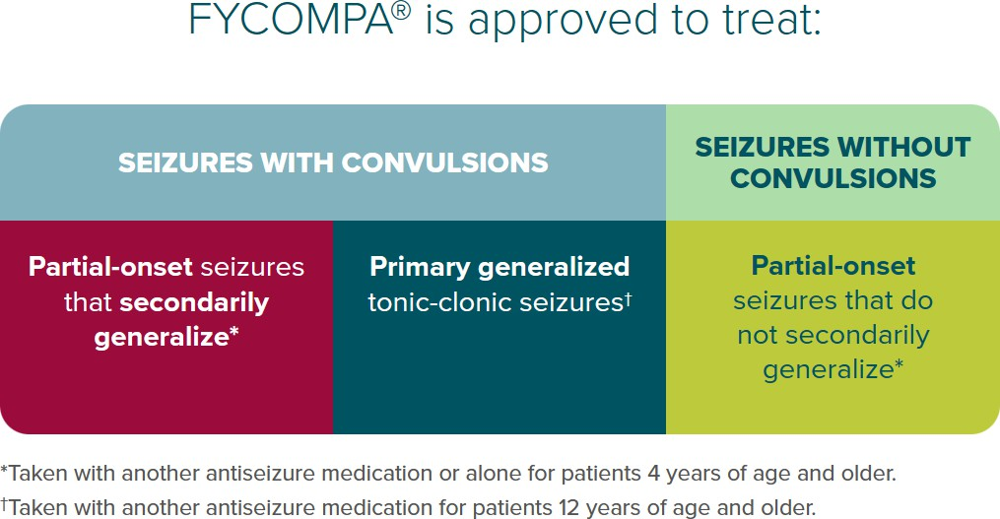 FYCOMPA® is approved to treat:
SEIZURES WITH CONVULSIONS
SEIZURES WITHOUT
CONVULSIONS
Partial-onset seizures
that secondarily
generalize*
Primary generalized
tonic-clonic seizures†
Partial-onset
seizures that do
not secondarily
generalize*
*Taken with another antiseizure medication or alone for patients 4 years of age and older.
†Taken with another antiseizure medication for patients 12 years of age and older.